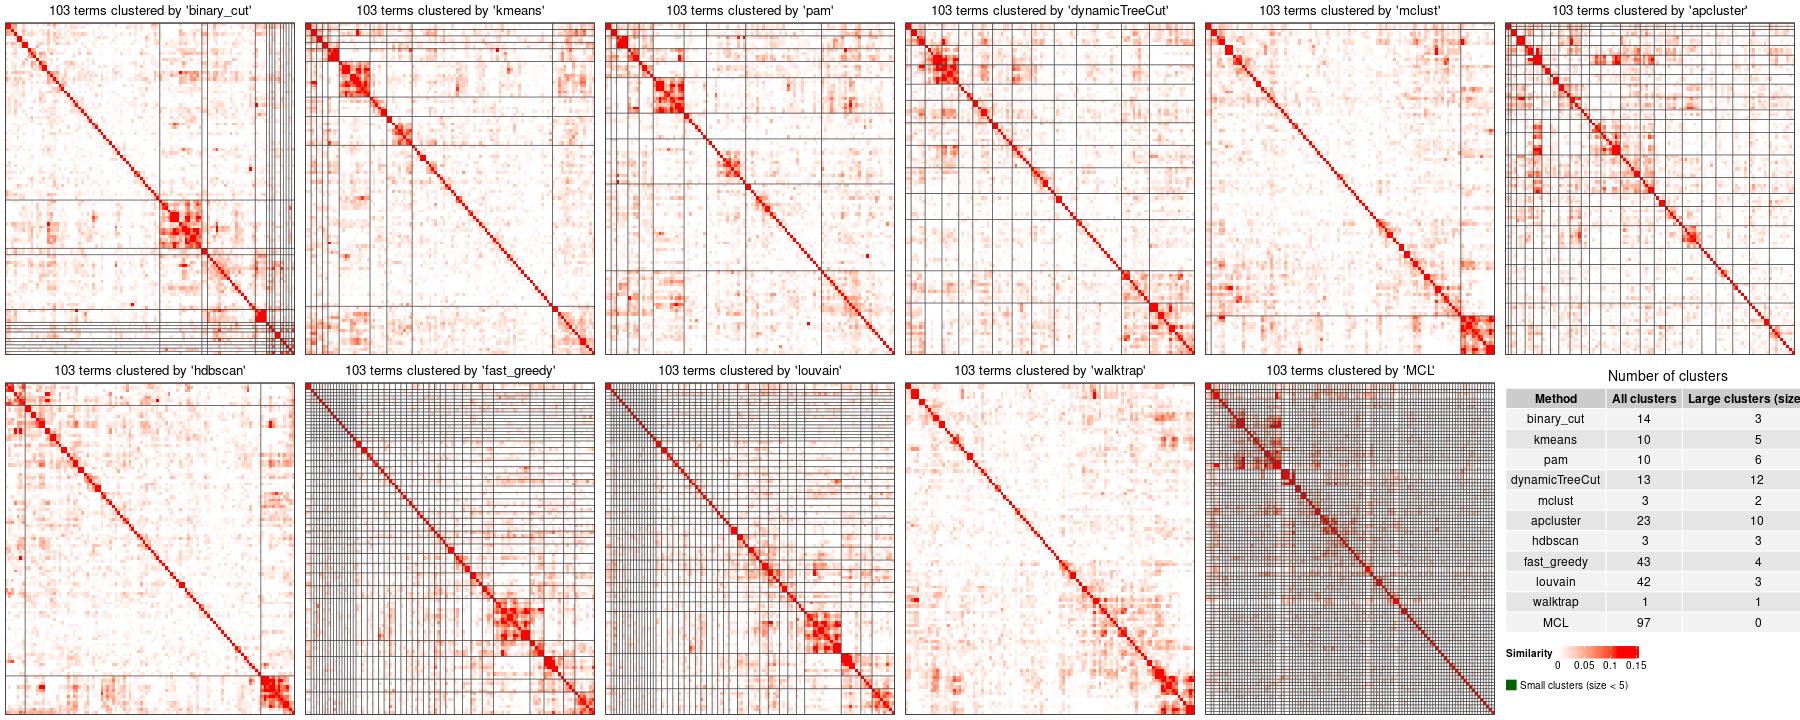 103 terms clustered by 'binary_cut'
103 terms clustered by 'kmeans'
103 terms clustered by 'pam'
103 terms clustered by 'dynamicTreeCut'
103 terms clustered by 'mclust'
103 terms clustered by 'apcluster'
103 terms clustered by 'hdbscan'
103 terms clustered by 'fast_greedy'
103 terms clustered by 'louvain'
103 terms clustered by 'walktrap'
103 terms clustered by 'MCL'
Number of clusters
Method All clusters Large clusters (size
binary_cut 14 3
kmeans 10 5
pam 10 6
dynamicTreeCut 13 12
mclust 3 2
apcluster 23 10
hdbscan 3 3
fast_greedy 43 4
louvain 42 3
walktrap 1 1
MCL 97 0
Similarity
0 0.05 0.1 0.15
Small clusters (size < 5)